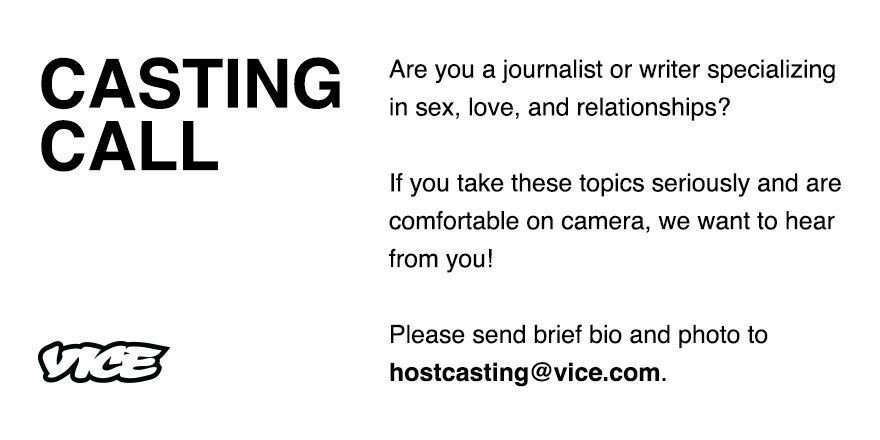 CASTING
CALL
Are you a journalist or writer specializing
in sex, love, and relationships?
If you take these topics seriously and are
comfortable on camera, we want to hear
from you!
Please send brief bio and photo to
hostcasting@vice.com.
VICE